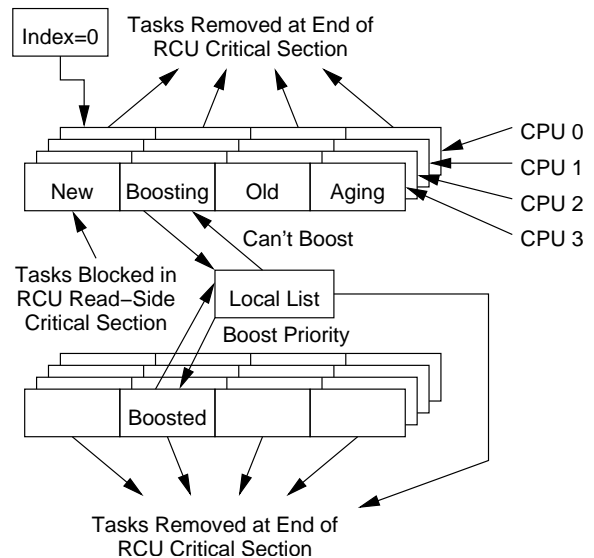 Index=0
Tasks Removed at End of
RCU Critical Section
CPU 0
CPU 1
CPU 2
CPU 3
New
Boosting
Old
Aging
Can't Boost
Tasks Blocked in
RCU Read−Side
Critical Section
Local List
Boost Priority
Boosted
Tasks Removed at End of
RCU Critical Section